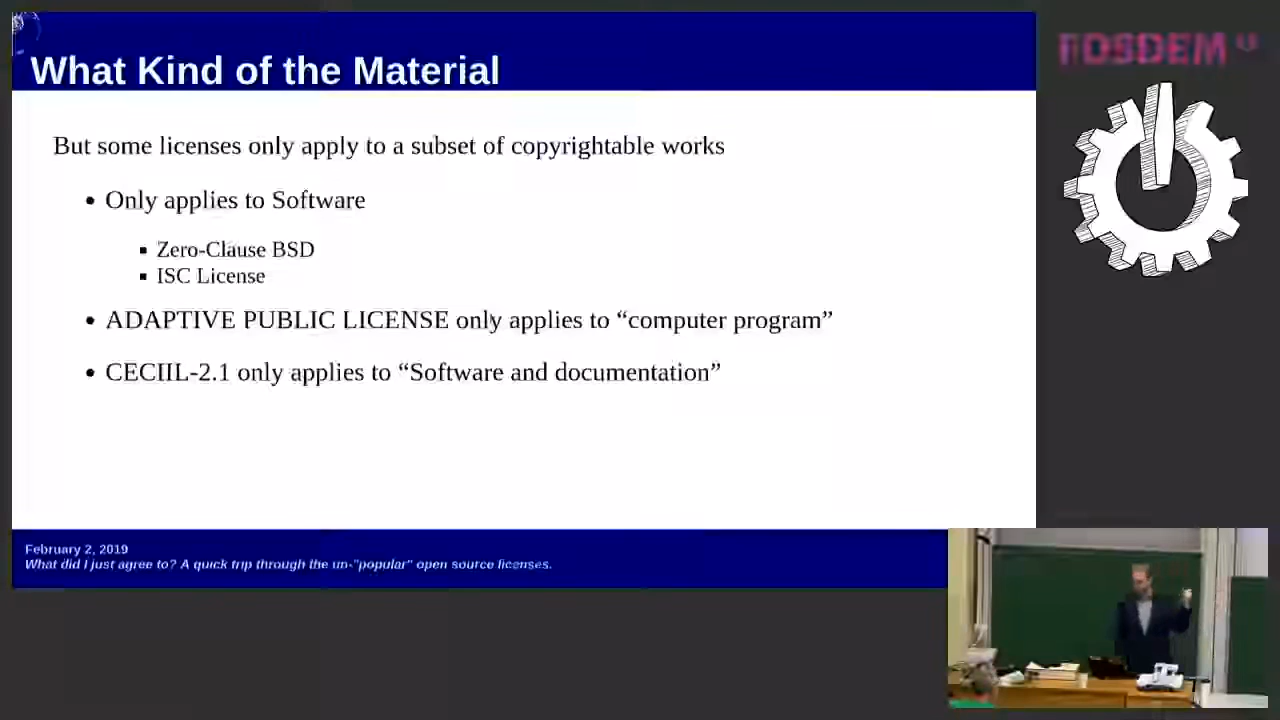 What Kind of the Material
But some licenses only apply to a subset of copyrightable works
Only applies to Software
Zero-Clause BSD
ISC License
ADAPTIVE PUBLIC LICENSE only applies to “computer program”
CECIIL-2.1 only applies to “Software and documentation”
February 2, 2019
What did I just agree to? A quick trip through the un-"popular" open source licenses.
FOSDEM